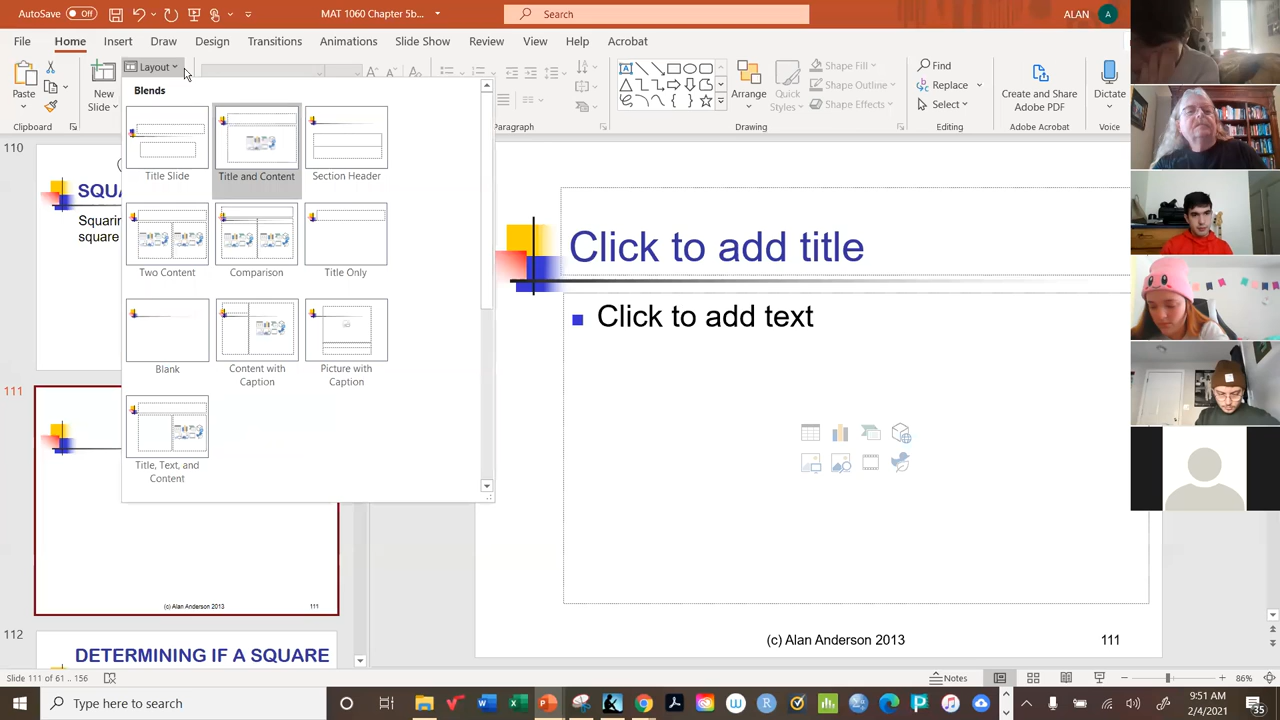 AutoSave Off
MAT 1060 Chapter 5b...
Search
ALAN A
File Home Insert Draw Design Transitions Animations Slide Show Review View Help Acrobat
Paste
Clipboard
New
Slide
Layout
Paragraph
Arrange
Quick
Styles
Shape Fill
Shape Outline
Shape Effects
Drawing
Find
Replace
Select
Editing
Create and Share
Adobe PDF
Adobe Acrobat
Dictate
Voice
Blends
Title Slide
Title and Content
Section Header
Two Content
Comparison
Title Only
Blank
Content with
Caption
Picture with
Caption
Title, Text, and
Content
110
SQUA
Squarin
square
111
(c) Alan Anderson 2013
111
112
DETERMINING IF A SQUARE
Click to add title
Click to add text
(c) Alan Anderson 2013
111
Slide 111 of 61 .. 156
Notes
86%
Type here to search
9:51 AM
2/4/2021
35